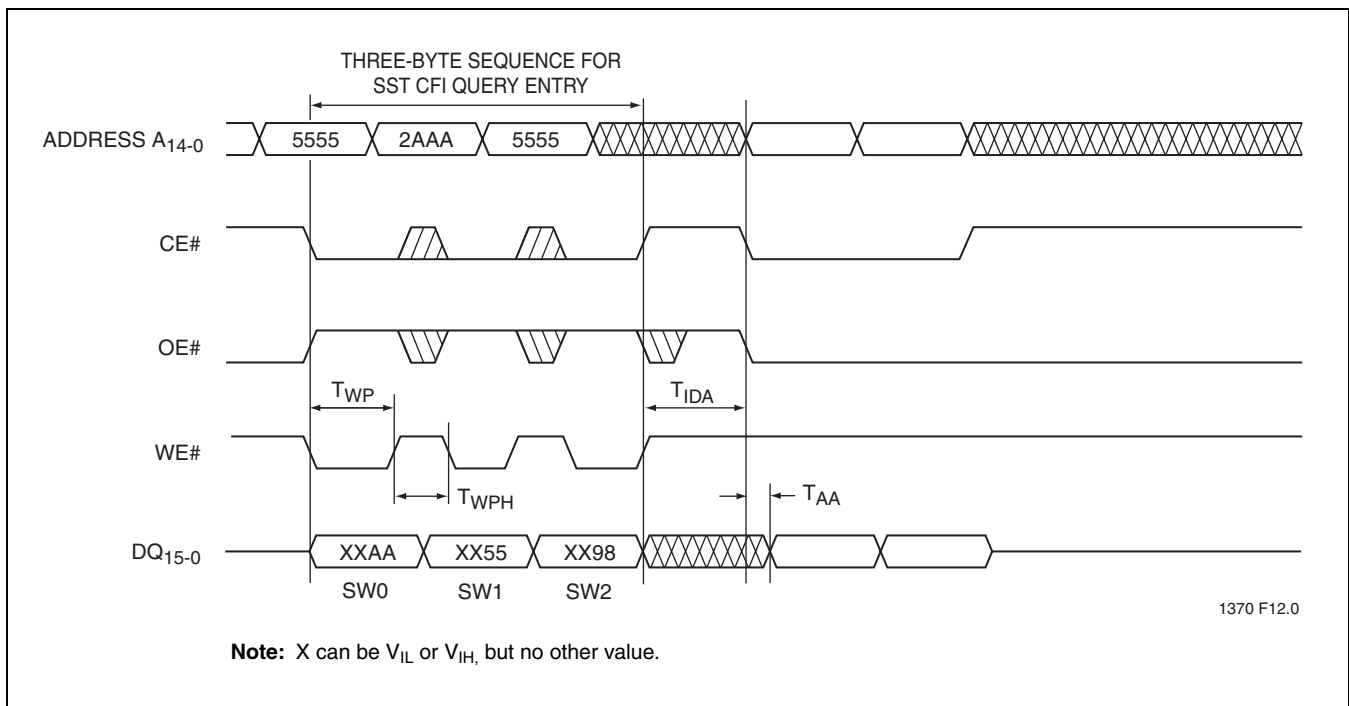 THREE-BYTE SEQUENCE FOR
SST CFI QUERY ENTRY
ADDRESS A14-0
5555 2AAA 5555
CE#
OE#
TWP TIDA
WE#
TWPH TAA
DQ15-0
XXAA XX55 XX98
SW0 SW1 SW2
1370 F12.0
Note: X can be VIL or VIH, but no other value.